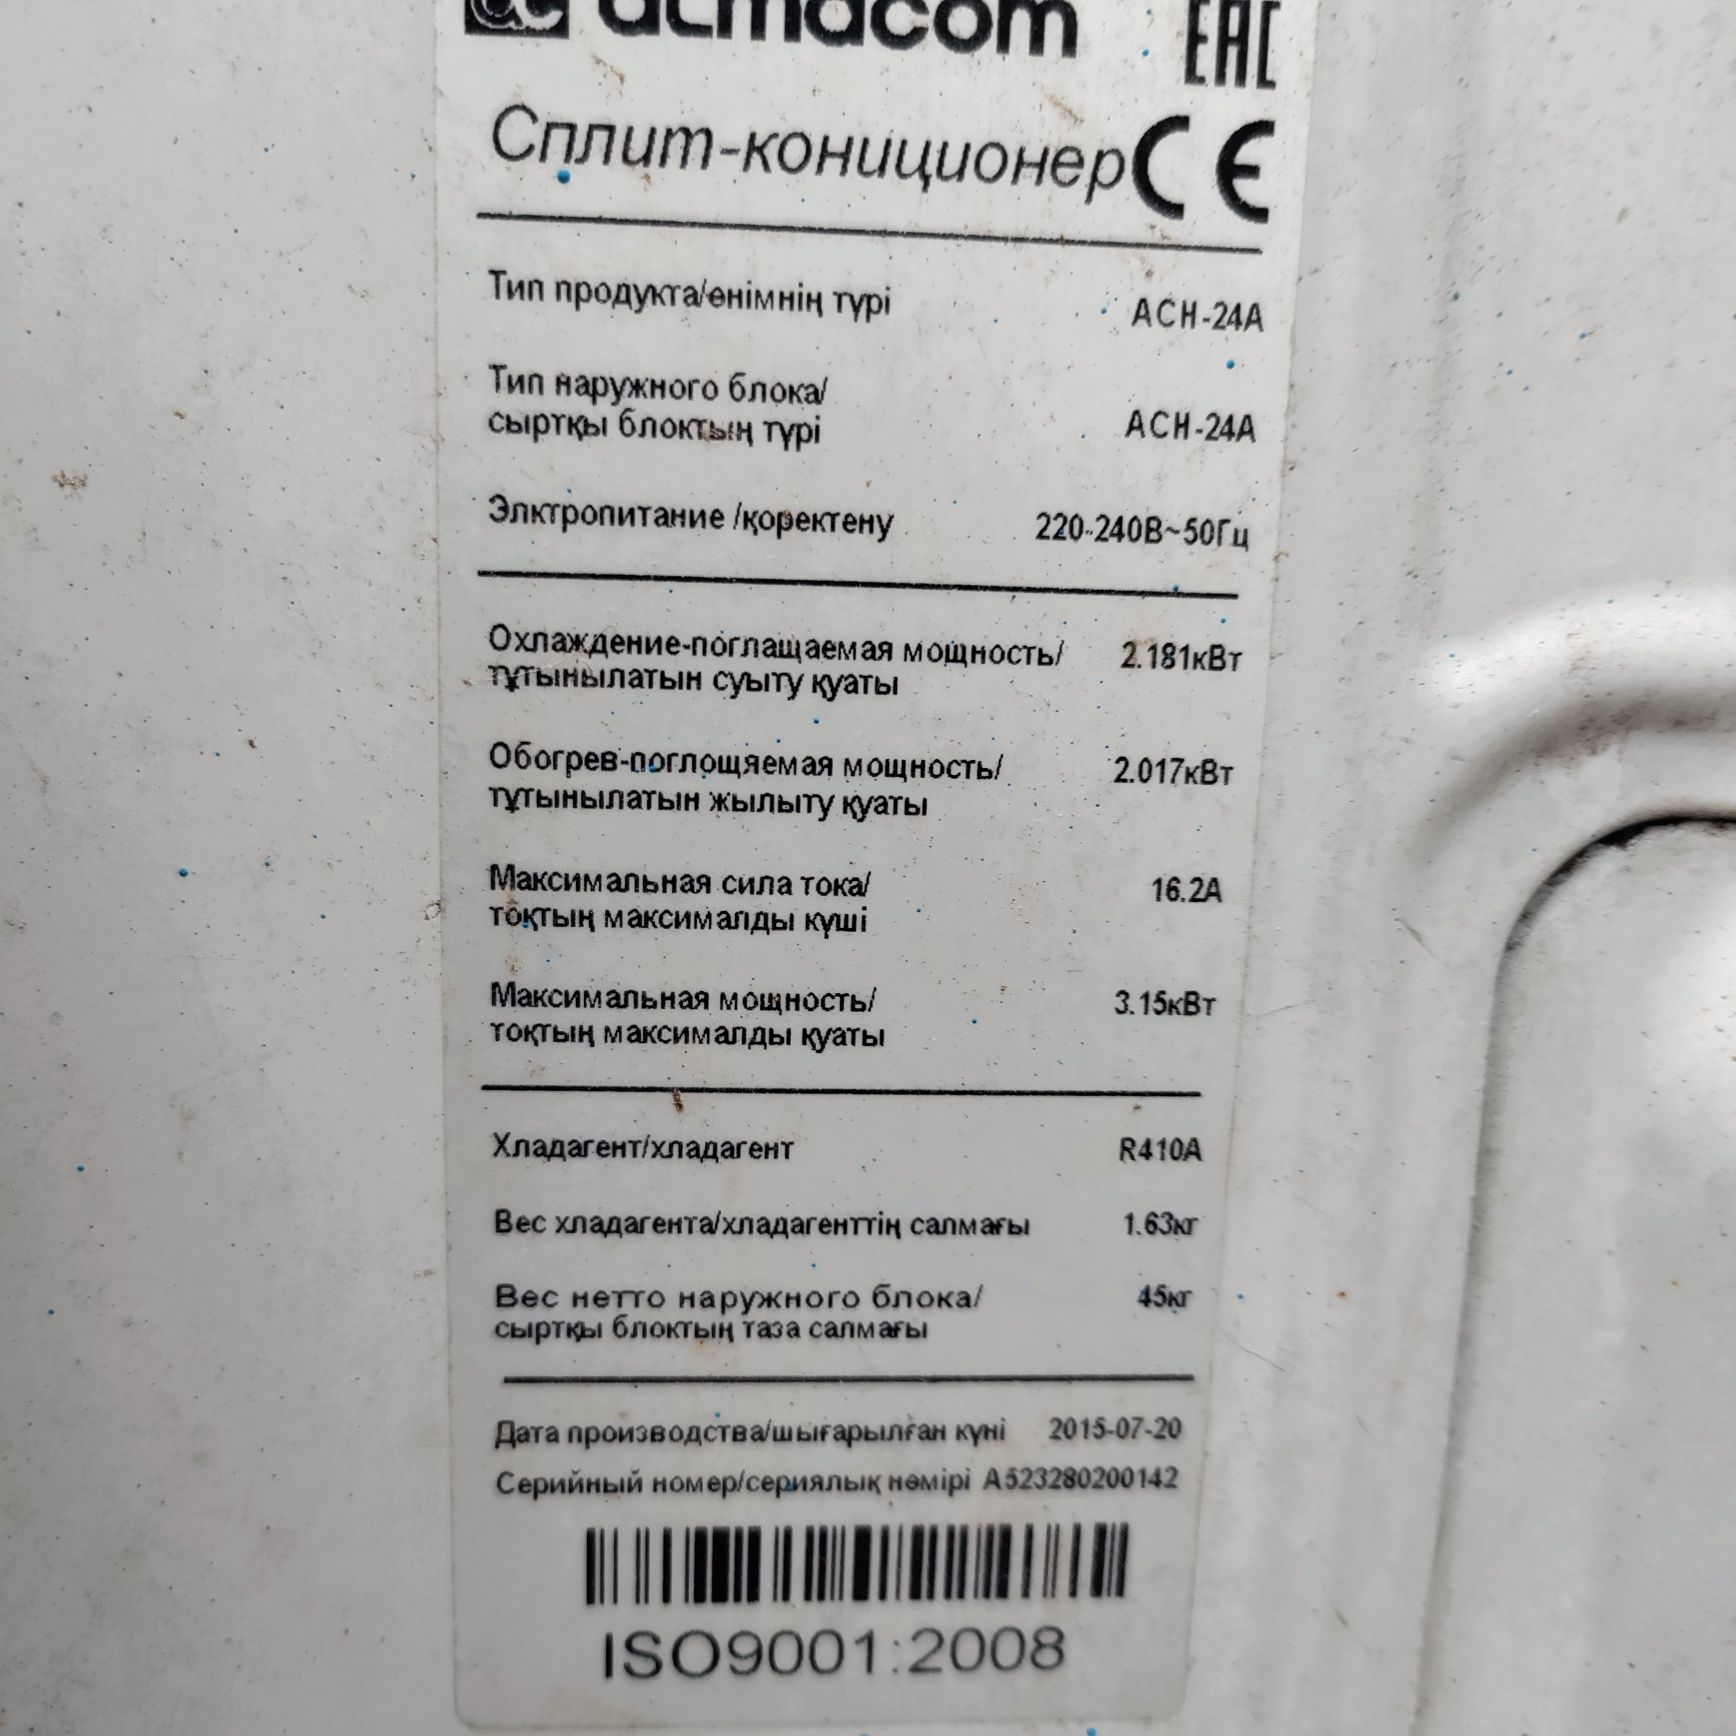 almacom EAC
Сплит-кониционер CE
Тип продукта/өнімнің түрі ACH-24A
Тип наружного блока/
сыртқы блоктың түрі ACH-24A
Элктропитание /қоректену 220-240В~50Гц
Охлаждение-поглащаемая мощность/ 2.181кВт
тұтынылатын суыту қуаты
Обогрев-поглощяемая мощность/ 2.017кВт
тұтынылатын жылыту қуаты
Максимальная сила тока/ 16.2А
тоқтың максималды күші
Максимальная мощность/ 3.15кВт
тоқтың максималды қуаты
Хладагент/хладагент R410A
Вес хладагента/хладагенттің салмағы 1.63кг
Вес нетто наружного блока/ 45кг
сыртқы блоктың таза салмағы
Дата производства/шығарылған күні 2015-07-20
Серийный номер/сериялық нөмірі A523280200142
ISO9001:2008